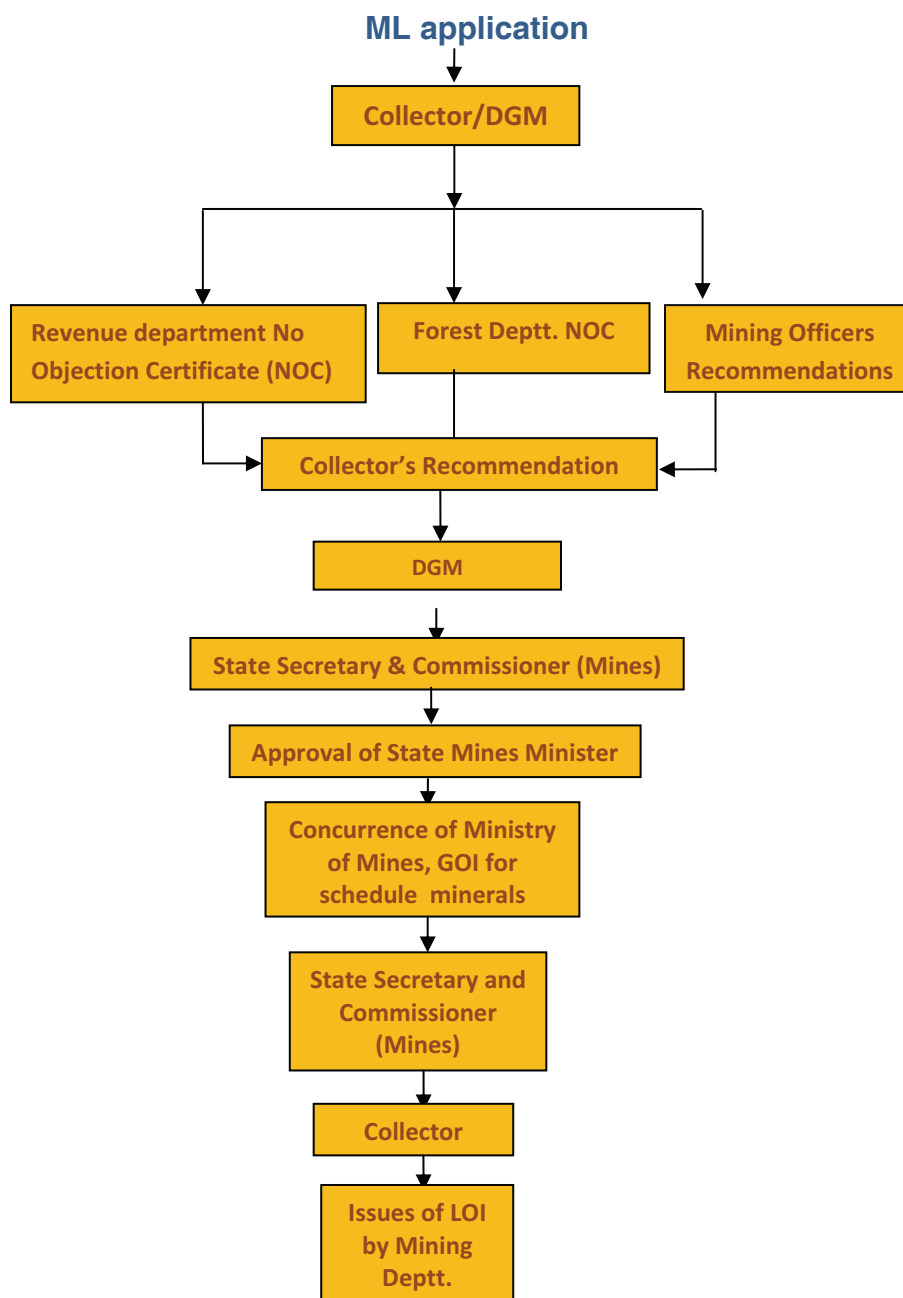 ML application
Collector/DGM
Revenue department No
Objection Certificate (NOC)
Forest Deptt. NOC
Mining Officers
Recommendations
Collector’s Recommendation
DGM
State Secretary & Commissioner (Mines)
Approval of State Mines Minister
Concurrence of Ministry
of Mines, GOI for
schedule minerals
State Secretary and
Commissioner
(Mines)
Collector
Issues of LOI
by Mining
Deptt.